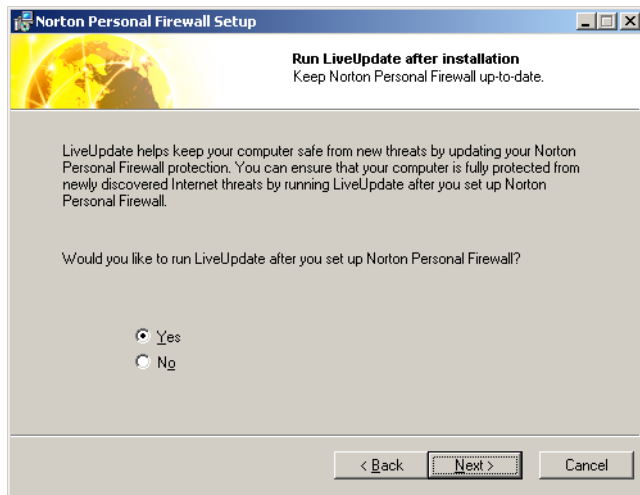 Norton Personal Firewall Setup
Run LiveUpdate after installation
Keep Norton Personal Firewall up-to-date.
LiveUpdate helps keep your computer safe from new threats by updating your Norton
Personal Firewall protection. You can ensure that your computer is fully protected from
newly discovered Internet threats by running LiveUpdate after you set up Norton
Personal Firewall.
Would you like to run LiveUpdate after you set up Norton Personal Firewall?
Yes
No
< Back Next > Cancel